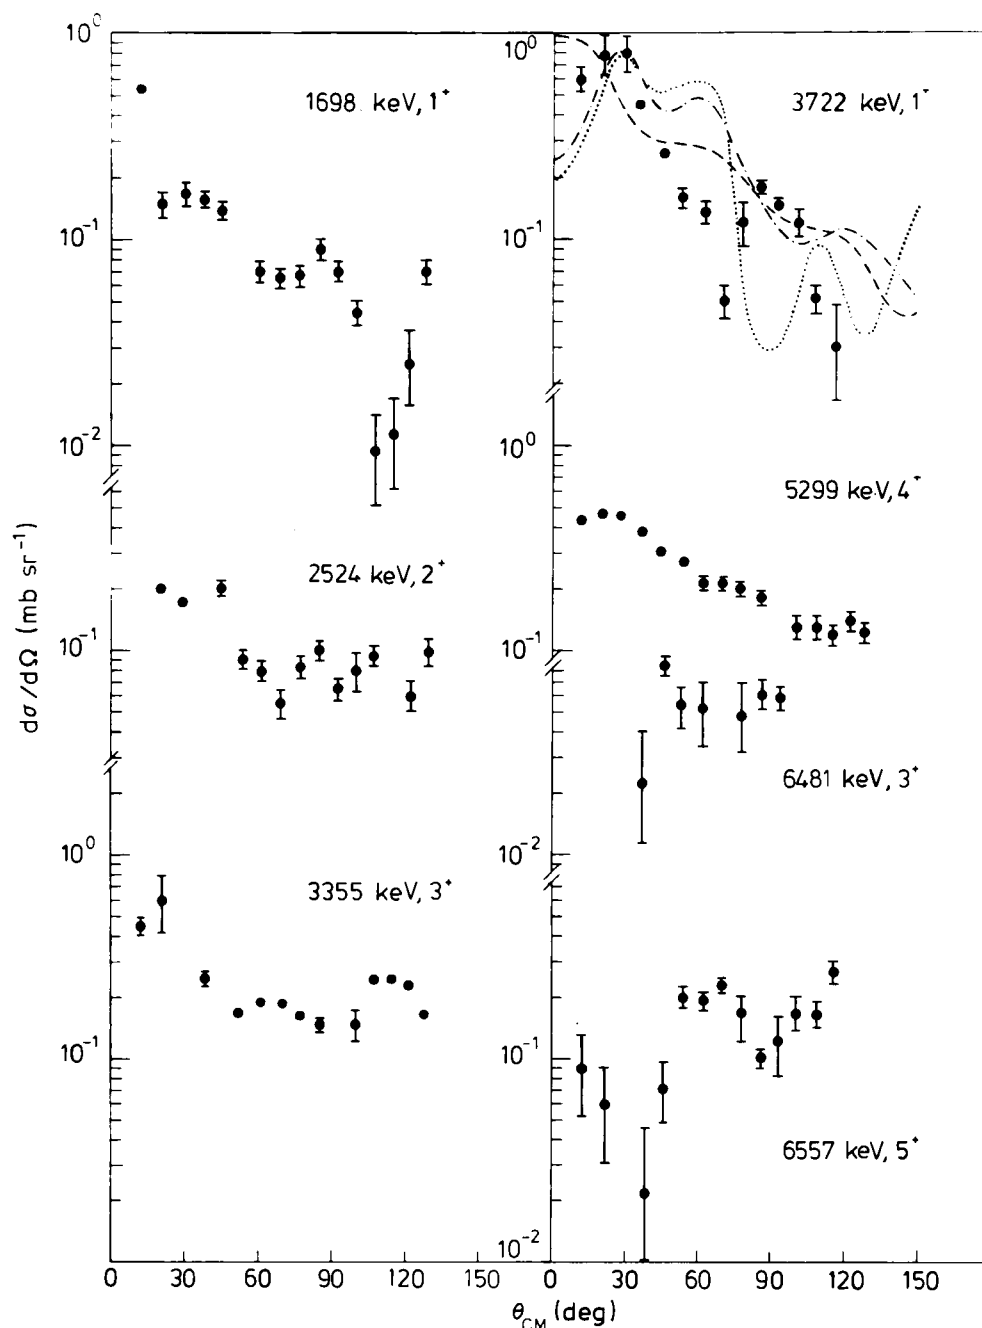 10⁰
10⁻¹
10⁻²
1698 keV, 1⁺
2524 keV, 2⁺
10⁻¹
10⁰
3355 keV, 3⁺
10⁻¹
dσ/dΩ (mb sr⁻¹)
0 30 60 90 120 150
10⁰
3722 keV, 1⁻
10⁻¹
10⁰
5299 keV, 4⁺
10⁻¹
6481 keV, 3⁺
10⁻²
10⁻¹
6557 keV, 5⁺
10⁻²
0 30 60 90 120 150
θCM (deg)